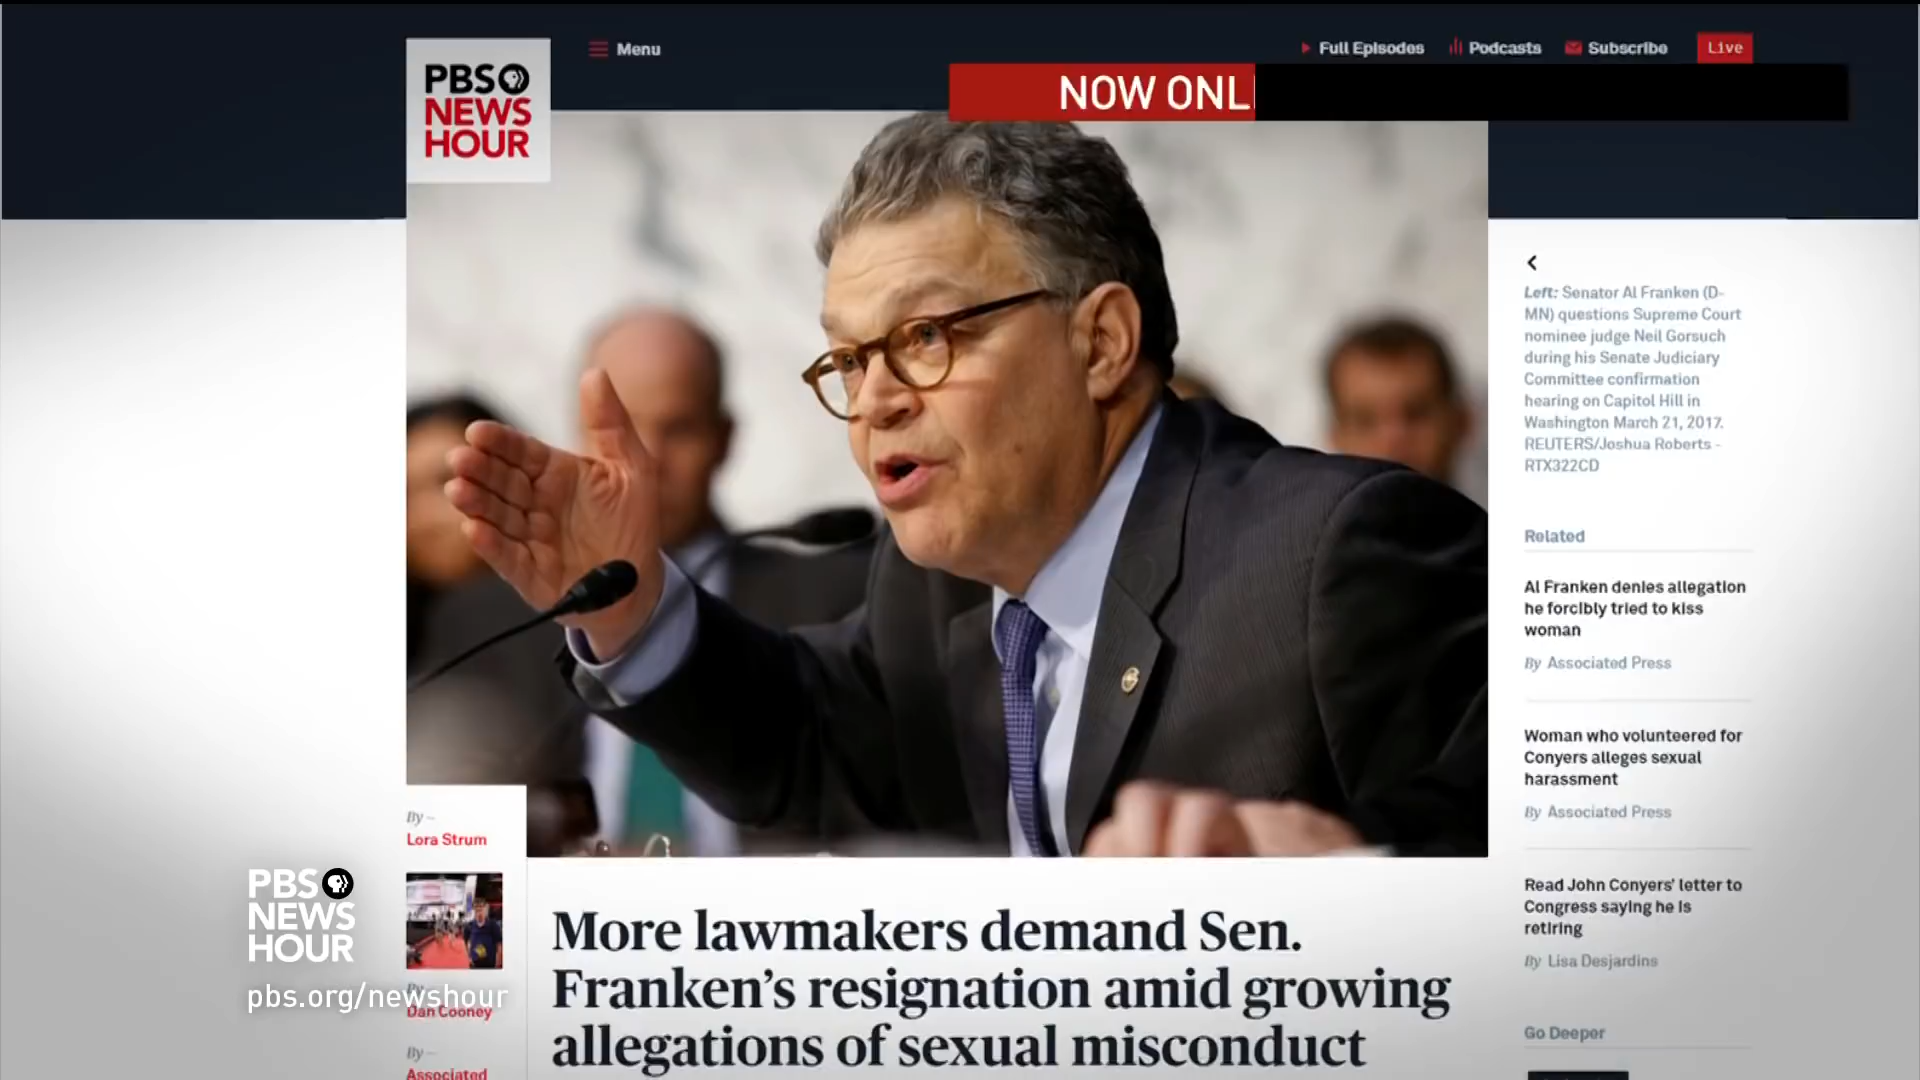 PBS
NEWS
HOUR
Menu
Full Episodes
Podcasts
Subscribe
Live
NOW ONL
Left: Senator Al Franken (D-
MN) questions Supreme Court
nominee judge Neil Gorsuch
during his Senate Judiciary
Committee confirmation
hearing on Capitol Hill in
Washington March 21, 2017.
REUTERS/Joshua Roberts -
RTX322CD
Related
Al Franken denies allegation
he forcibly tried to kiss
woman
By Associated Press
Woman who volunteered for
Conyers alleges sexual
harassment
By Associated Press
Read John Conyers' letter to
Congress saying he is
retiring
By Lisa Desjardins
Go Deeper
By –
Lora Strum
By –
Dan Cooney
By –
Associated
More lawmakers demand Sen.
Franken's resignation amid growing
allegations of sexual misconduct
PBS
NEWS
HOUR
pbs.org/newshour